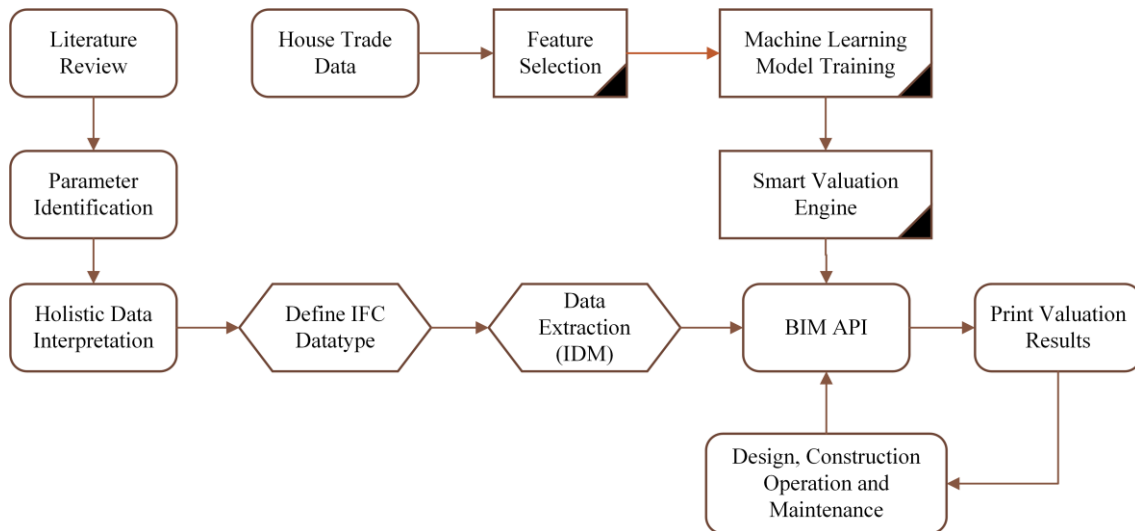 Literature
Review
House Trade
Data
Feature
Selection
Machine Learning
Model Training
Parameter
Identification
Smart Valuation
Engine
Holistic Data
Interpretation
Define IFC
Datatype
Data
Extraction
(IDM)
BIM API
Print Valuation
Results
Design, Construction
Operation and
Maintenance